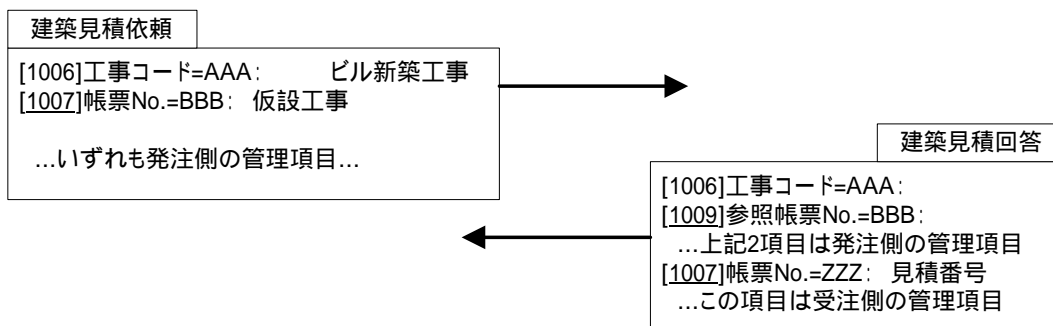 建築見積依頼
[1006]工事コード=AAA: ビル新築工事
[1007]帳票No.=BBB: 仮設工事
…いずれも発注側の管理項目…
建築見積回答
[1006]工事コード=AAA:
[1009]参照帳票No.=BBB:
…上記2項目は発注側の管理項目
[1007]帳票No.=ZZZ: 見積番号
…この項目は受注側の管理項目